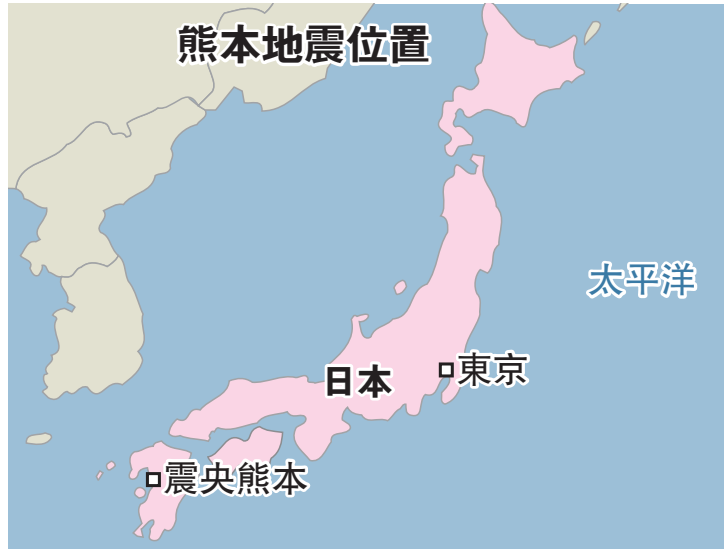 熊本地震位置
太平洋
東京
日本
震央熊本